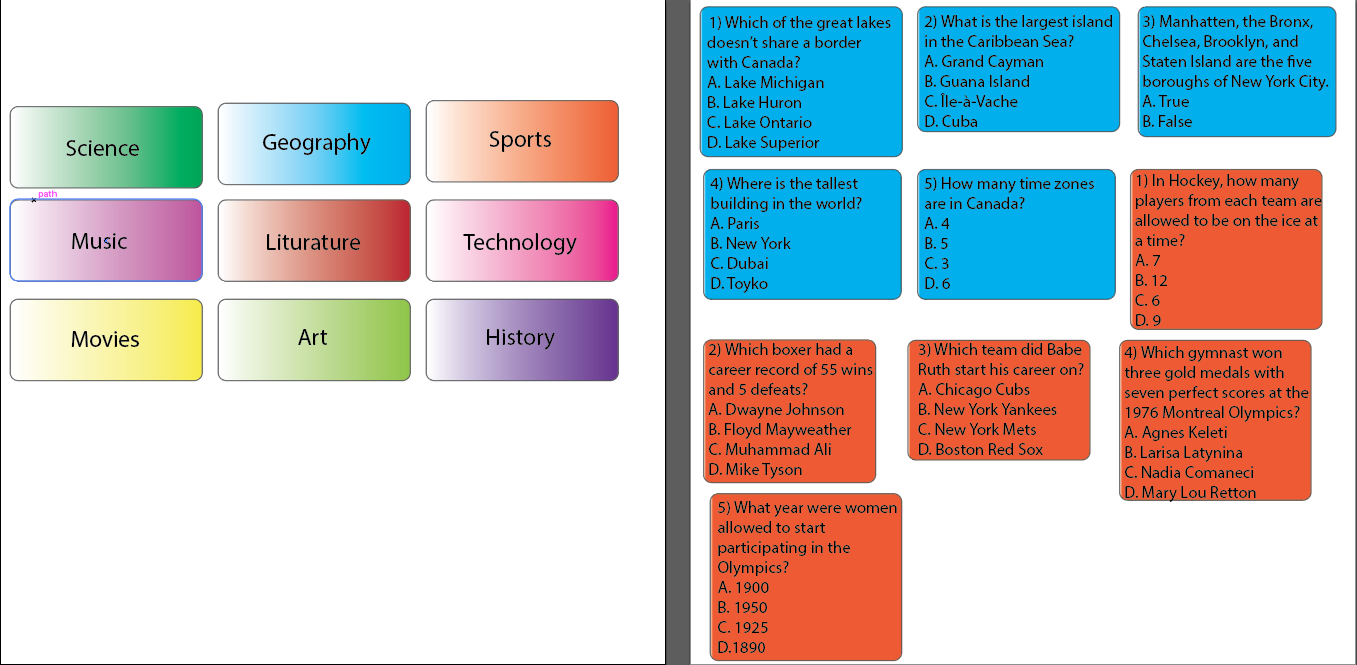 Science
Geography
Sports
path
Music
Liturature
Technology
Movies
Art
History
1) Which of the great lakes
doesn't share a border
with Canada?
A. Lake Michigan
B. Lake Huron
C. Lake Ontario
D. Lake Superior
2) What is the largest island
in the Caribbean Sea?
A. Grand Cayman
B. Guana Island
C. Île-à-Vache
D. Cuba
3) Manhatten, the Bronx,
Chelsea, Brooklyn, and
Staten Island are the five
boroughs of New York City.
A. True
B. False
4) Where is the tallest
building in the world?
A. Paris
B. New York
C. Dubai
D. Toyko
5) How many time zones
are in Canada?
A. 4
B. 5
C. 3
D. 6
1) In Hockey, how many
players from each team are
allowed to be on the ice at
a time?
A. 7
B. 12
C. 6
D. 9
2) Which boxer had a
career record of 55 wins
and 5 defeats?
A. Dwayne Johnson
B. Floyd Mayweather
C. Muhammad Ali
D. Mike Tyson
3) Which team did Babe
Ruth start his career on?
A. Chicago Cubs
B. New York Yankees
C. New York Mets
D. Boston Red Sox
4) Which gymnast won
three gold medals with
seven perfect scores at the
1976 Montreal Olympics?
A. Agnes Keleti
B. Larisa Latynina
C. Nadia Comaneci
D. Mary Lou Retton
5) What year were women
allowed to start
participating in the
Olympics?
A. 1900
B. 1950
C. 1925
D.1890